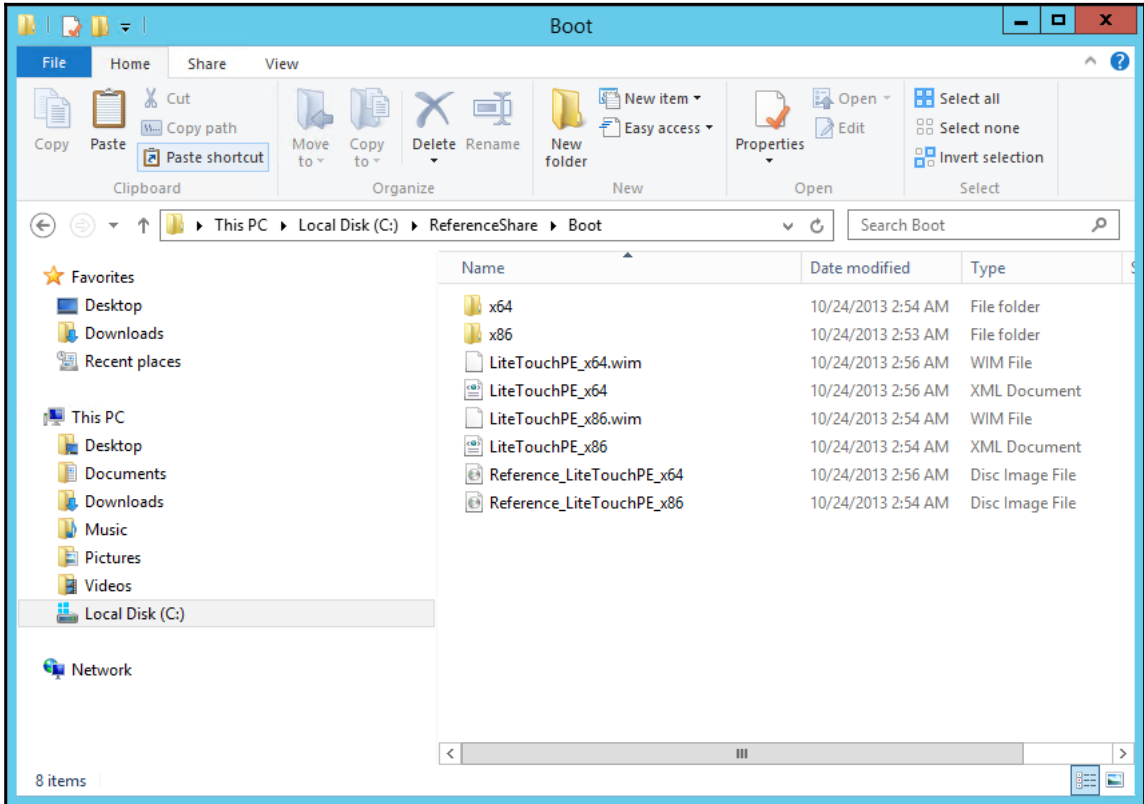 Boot
File Home Share View
Copy
Paste
Cut
Copy path
Paste shortcut
Clipboard
Move to
Copy to
Delete
Rename
Organize
New folder
New item
Easy access
New
Properties
Open
Edit
Open
Select all
Select none
Invert selection
Select
This PC Local Disk (C:) ReferenceShare Boot
Search Boot
Favorites
Desktop
Downloads
Recent places
This PC
Desktop
Documents
Downloads
Music
Pictures
Videos
Local Disk (C:)
Network
Name Date modified Type S
x64 10/24/2013 2:54 AM File folder
x86 10/24/2013 2:53 AM File folder
LiteTouchPE_x64.wim 10/24/2013 2:56 AM WIM File
LiteTouchPE_x64 10/24/2013 2:56 AM XML Document
LiteTouchPE_x86.wim 10/24/2013 2:54 AM WIM File
LiteTouchPE_x86 10/24/2013 2:54 AM XML Document
Reference_LiteTouchPE_x64 10/24/2013 2:56 AM Disc Image File
Reference_LiteTouchPE_x86 10/24/2013 2:54 AM Disc Image File
8 items